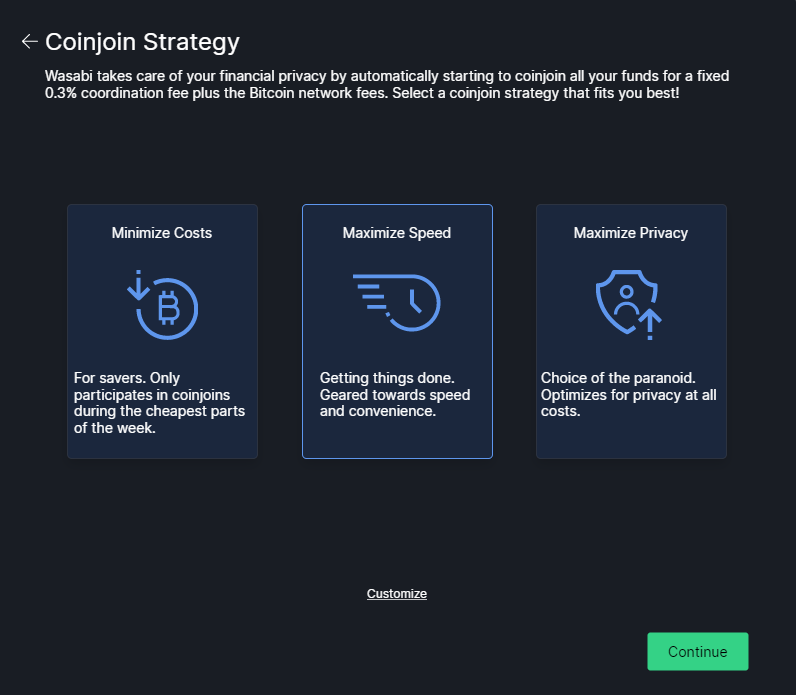 Coinjoin Strategy
Wasabi takes care of your financial privacy by automatically starting to coinjoin all your funds for a fixed
0.3% coordination fee plus the Bitcoin network fees. Select a coinjoin strategy that fits you best!
Minimize Costs
For savers. Only
participates in coinjoins
during the cheapest parts
of the week.
Maximize Speed
Getting things done.
Geared towards speed
and convenience.
Maximize Privacy
Choice of the paranoid.
Optimizes for privacy at all
costs.
Customize
Continue